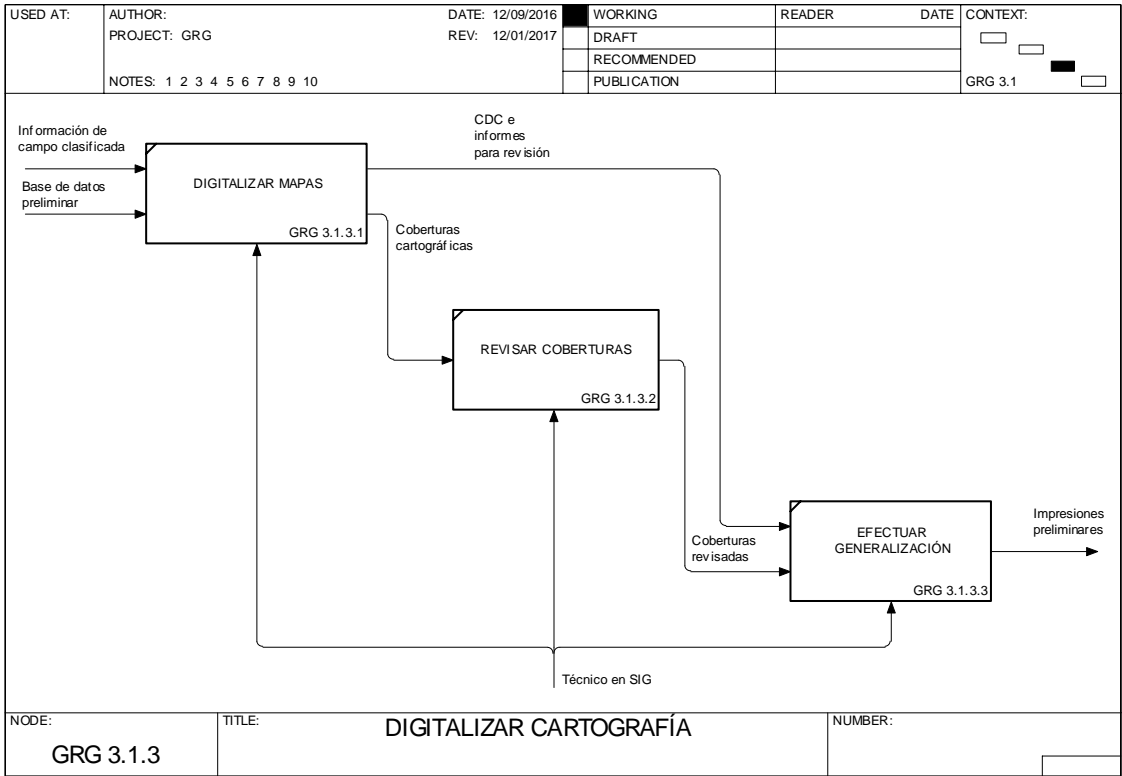 USED AT:
AUTHOR:
DATE: 12/09/2016
PROJECT: GRG
REV: 12/01/2017
NOTES: 1 2 3 4 5 6 7 8 9 10
WORKING
DRAFT
RECOMMENDED
PUBLICATION
READER
DATE
CONTEXT:
GRG 3.1
Información de
campo clasificada
Base de datos
preliminar
DIGITALIZAR MAPAS
GRG 3.1.3.1
CDC e
informes
para revisión
Coberturas
cartográficas
REVISAR COBERTURAS
GRG 3.1.3.2
Coberturas
revisadas
EFECTUAR
GENERALIZACIÓN
GRG 3.1.3.3
Impresiones
preliminares
Técnico en SIG
NODE:
GRG 3.1.3
TITLE:
DIGITALIZAR CARTOGRAFÍA
NUMBER: